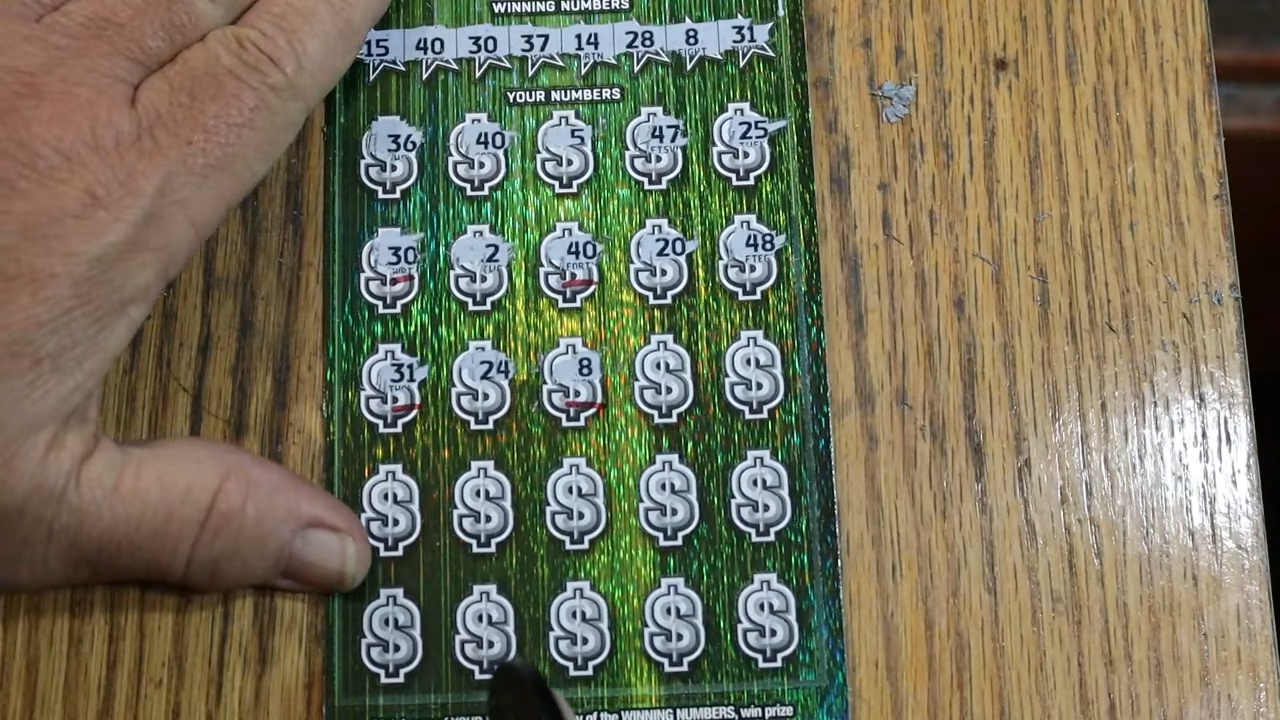 WINNING NUMBERS
15 40 30 37 14 28 8 31
YOUR NUMBERS
36 40 5 47 25
30 2 40 20 48
31 24 8 $ $
$ $ $ $ $
$ $ $ $ $
of the WINNING NUMBERS, win prize